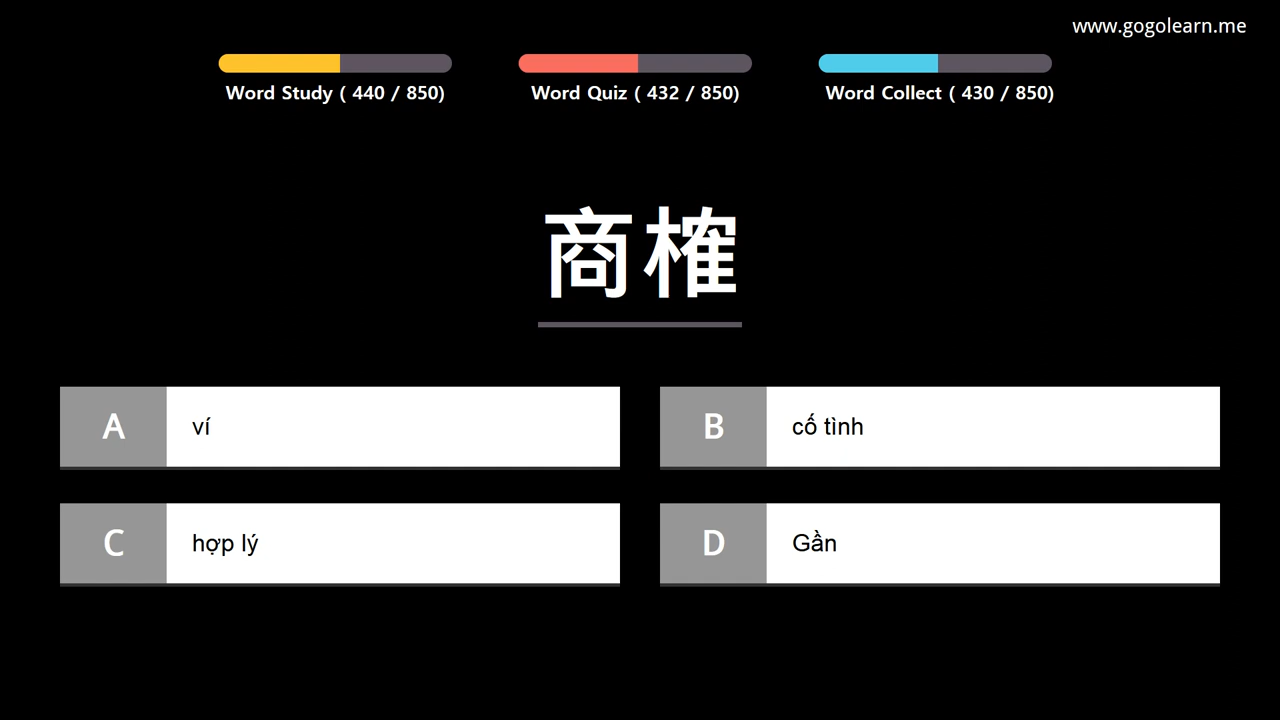 www.gogolearn.me
Word Study ( 440 / 850)
Word Quiz ( 432 / 850)
Word Collect ( 430 / 850)
商榷
A
ví
B
cố tình
C
hợp lý
D
Gần